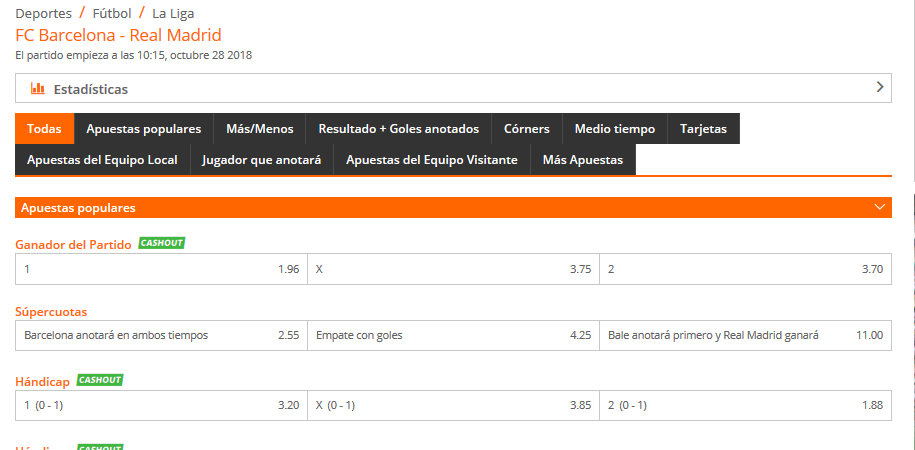 Deportes / Fútbol / La Liga
FC Barcelona - Real Madrid
El partido empieza a las 10:15, octubre 28 2018
Estadísticas
Todas Apuestas populares Más/Menos Resultado + Goles anotados Córners Medio tiempo Tarjetas
Apuestas del Equipo Local Jugador que anotará Apuestas del Equipo Visitante Más Apuestas
Apuestas populares
Ganador del Partido CASHOUT
1 1.96 X 3.75 2 3.70
Súpercuotas
Barcelona anotará en ambos tiempos 2.55 Empate con goles 4.25 Bale anotará primero y Real Madrid ganará 11.00
Hándicap CASHOUT
1 (0 - 1) 3.20 X (0 - 1) 3.85 2 (0 - 1) 1.88